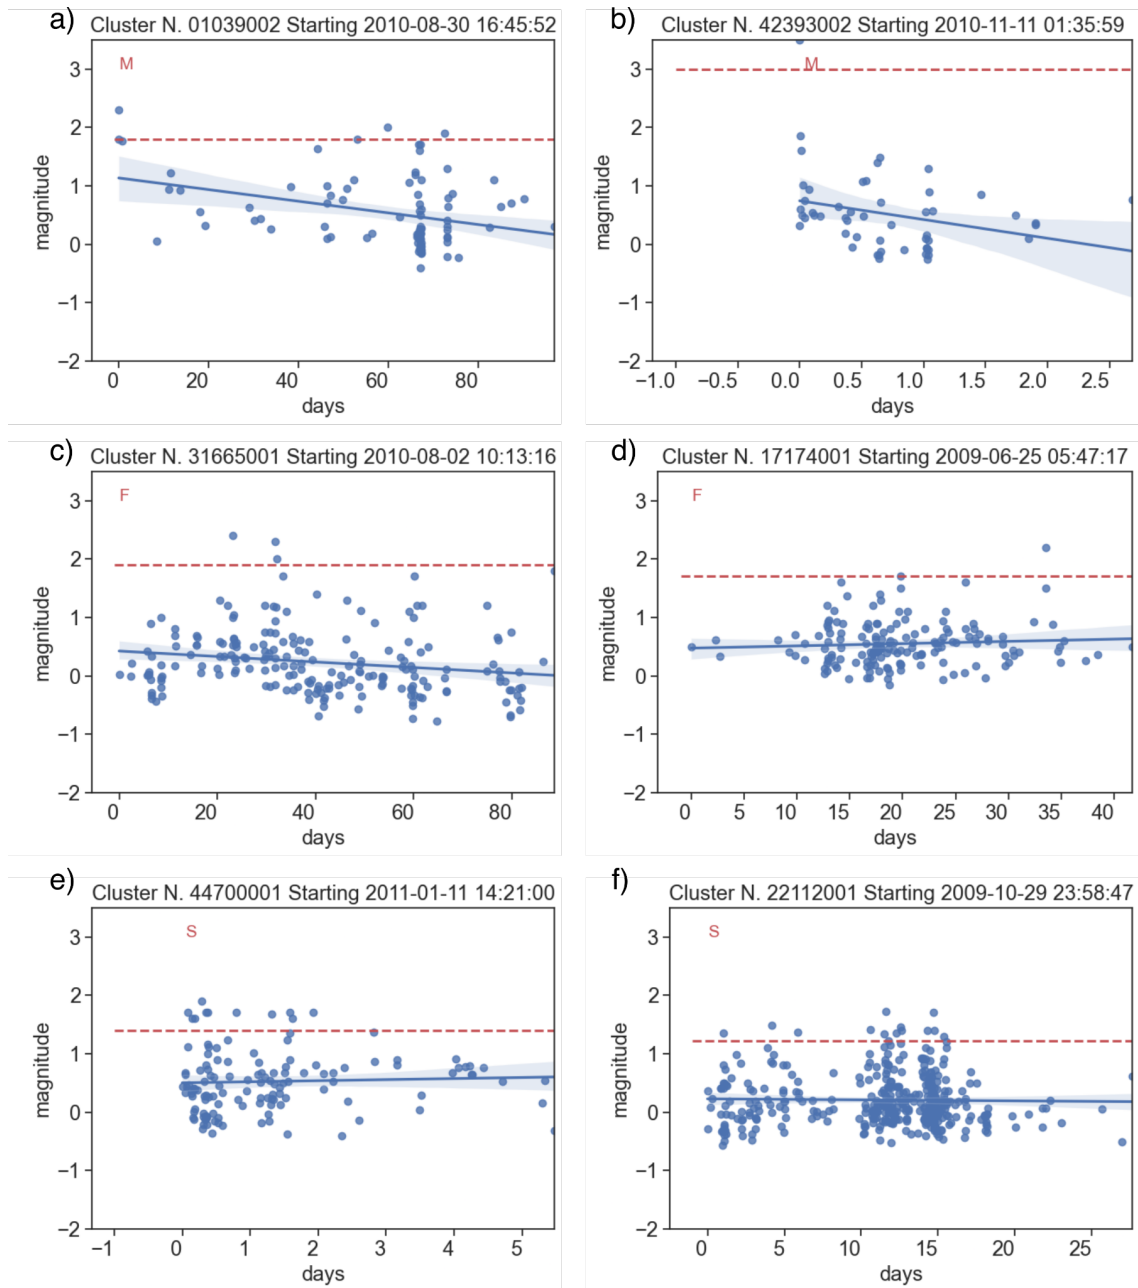 a) Cluster N. 01039002 Starting 2010-08-30 16:45:52
M
3
2
1
0
−1
−2
magnitude
0 20 40 60 80
days
b) Cluster N. 42393002 Starting 2010-11-11 01:35:59
M
3
2
1
0
−1
−2
magnitude
−1.0 −0.5 0.0 0.5 1.0 1.5 2.0 2.5
days
c) Cluster N. 31665001 Starting 2010-08-02 10:13:16
F
3
2
1
0
−1
−2
magnitude
0 20 40 60 80
days
d) Cluster N. 17174001 Starting 2009-06-25 05:47:17
F
3
2
1
0
−1
−2
magnitude
0 5 10 15 20 25 30 35 40
days
e) Cluster N. 44700001 Starting 2011-01-11 14:21:00
S
3
2
1
0
−1
−2
magnitude
−1 0 1 2 3 4 5
days
f) Cluster N. 22112001 Starting 2009-10-29 23:58:47
S
3
2
1
0
−1
−2
magnitude
0 5 10 15 20 25
days